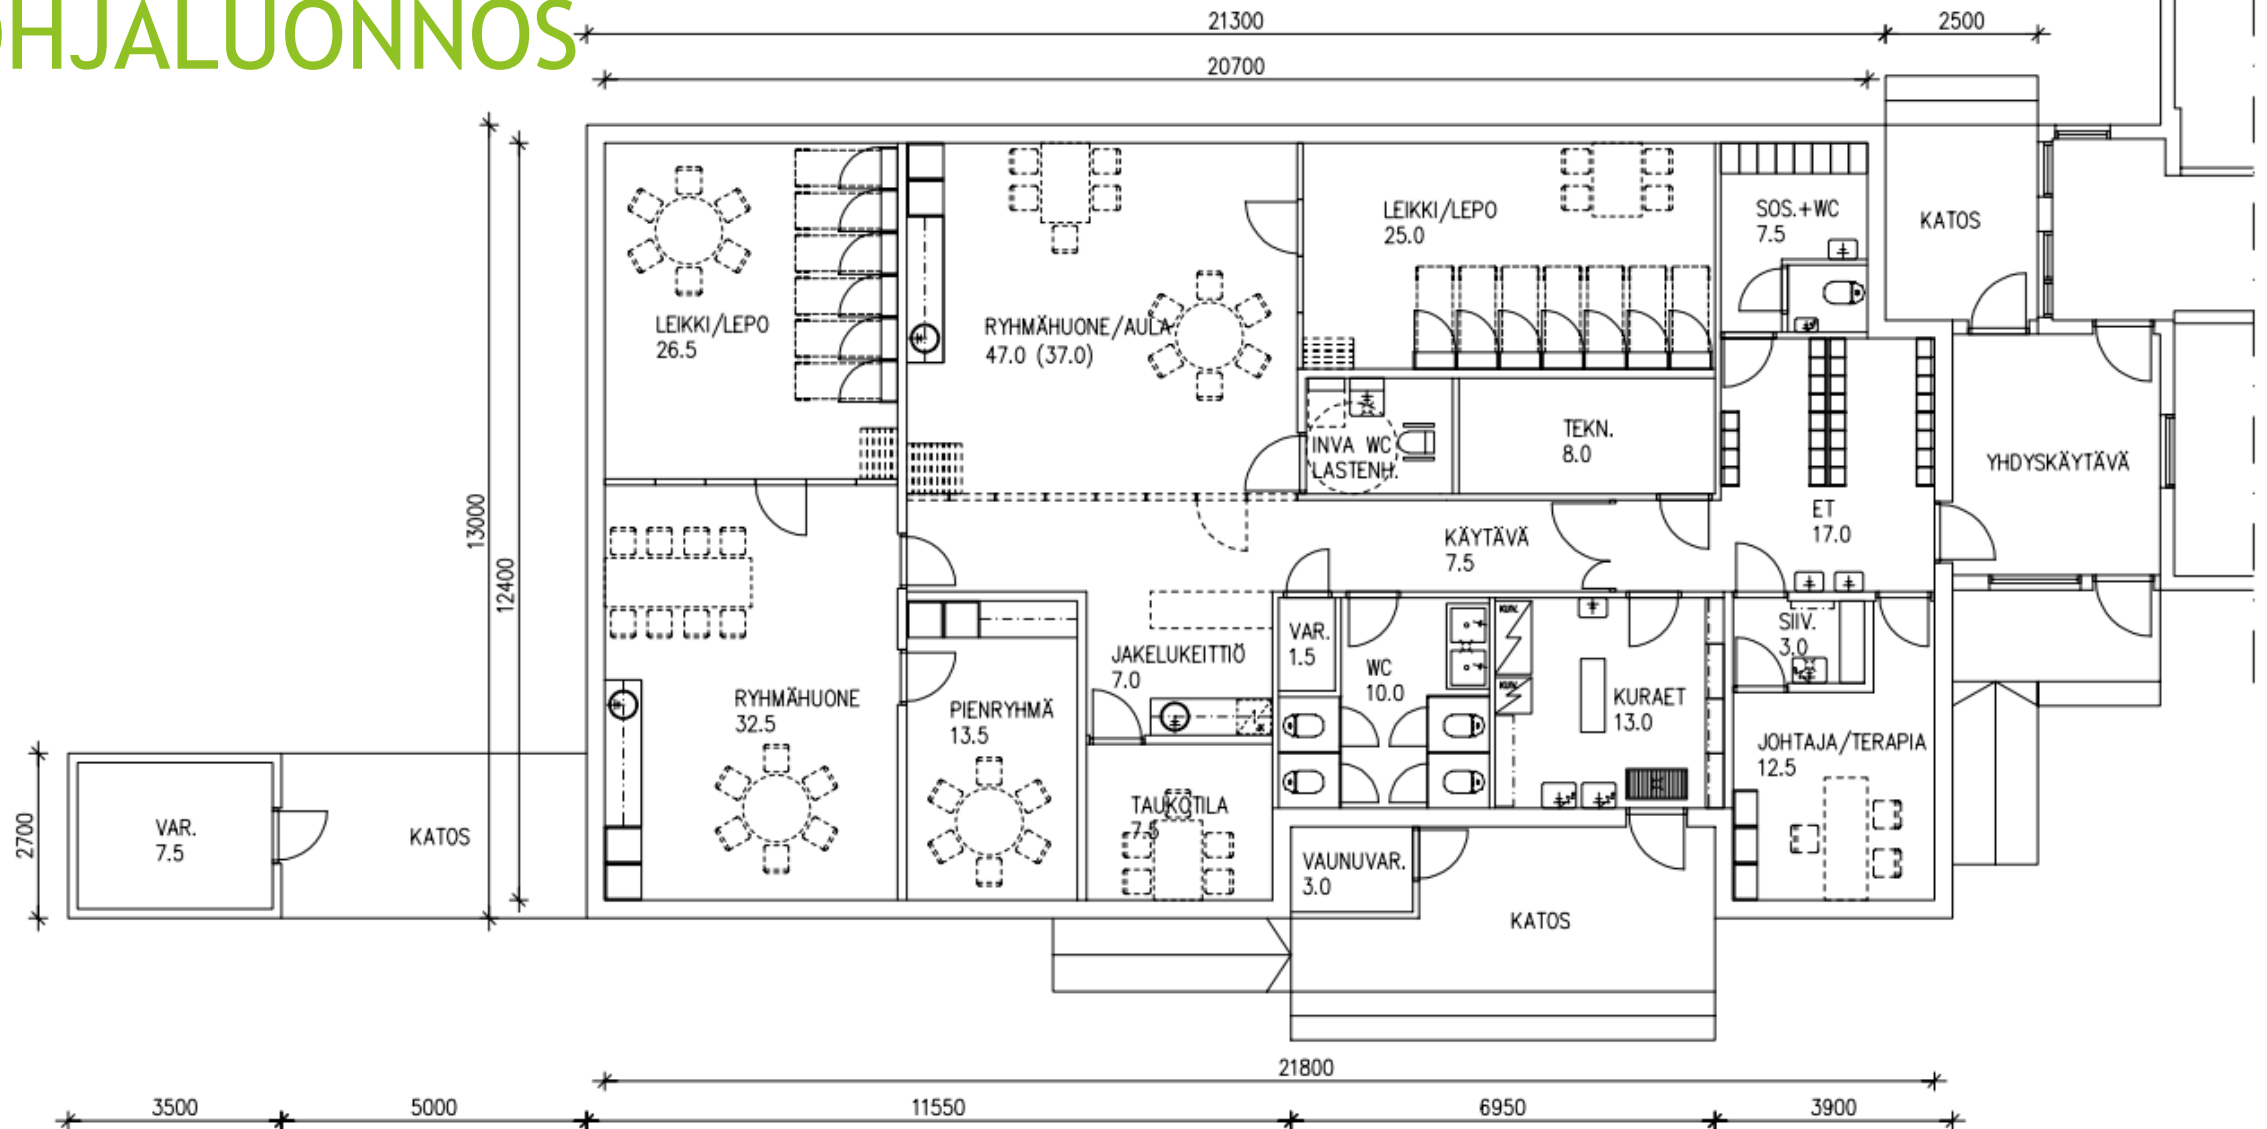 OHJALUONNOS
21300
2500
20700
13000
12400
LEIKKI/LEPO
26.5
RYHMÄHUONE/AULA
47.0 (37.0)
LEIKKI/LEPO
25.0
SOS.+WC
7.5
KATOS
INVA WC
LASTENH.
TEKN.
8.0
YHDYSKÄYTÄVÄ
ET
17.0
KÄYTÄVÄ
7.5
RYHMÄHUONE
32.5
PIENRYHMÄ
13.5
JAKELUKEITTIÖ
7.0
VAR.
1.5
WC
10.0
KUV.
KUV.
KURAET
13.0
SIIV.
3.0
JOHTAJA/TERAPIA
12.5
TAUKOTILA
7.5
VAUNUVAR.
3.0
KATOS
2700
VAR.
7.5
KATOS
21800
3500
5000
11550
6950
3900